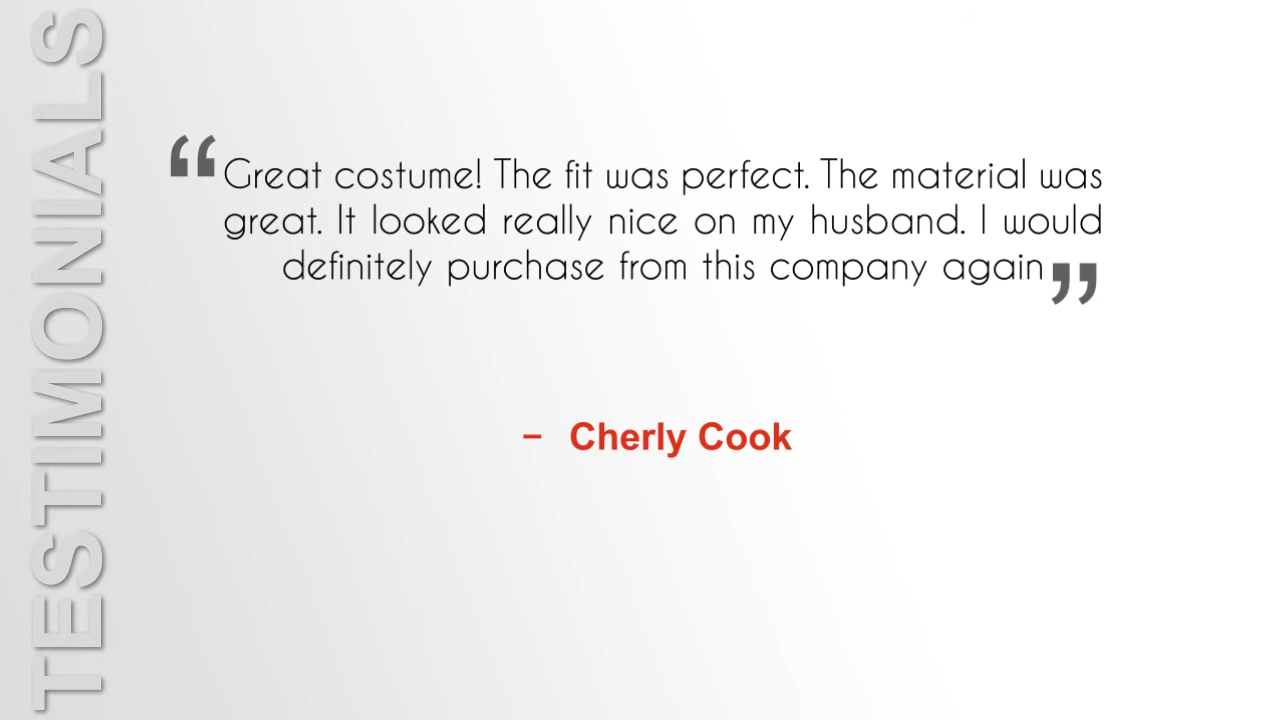 TESTIMONIALS
“Great costume! The fit was perfect. The material was
great. It looked really nice on my husband. I would
definitely purchase from this company again”
– Cherly Cook